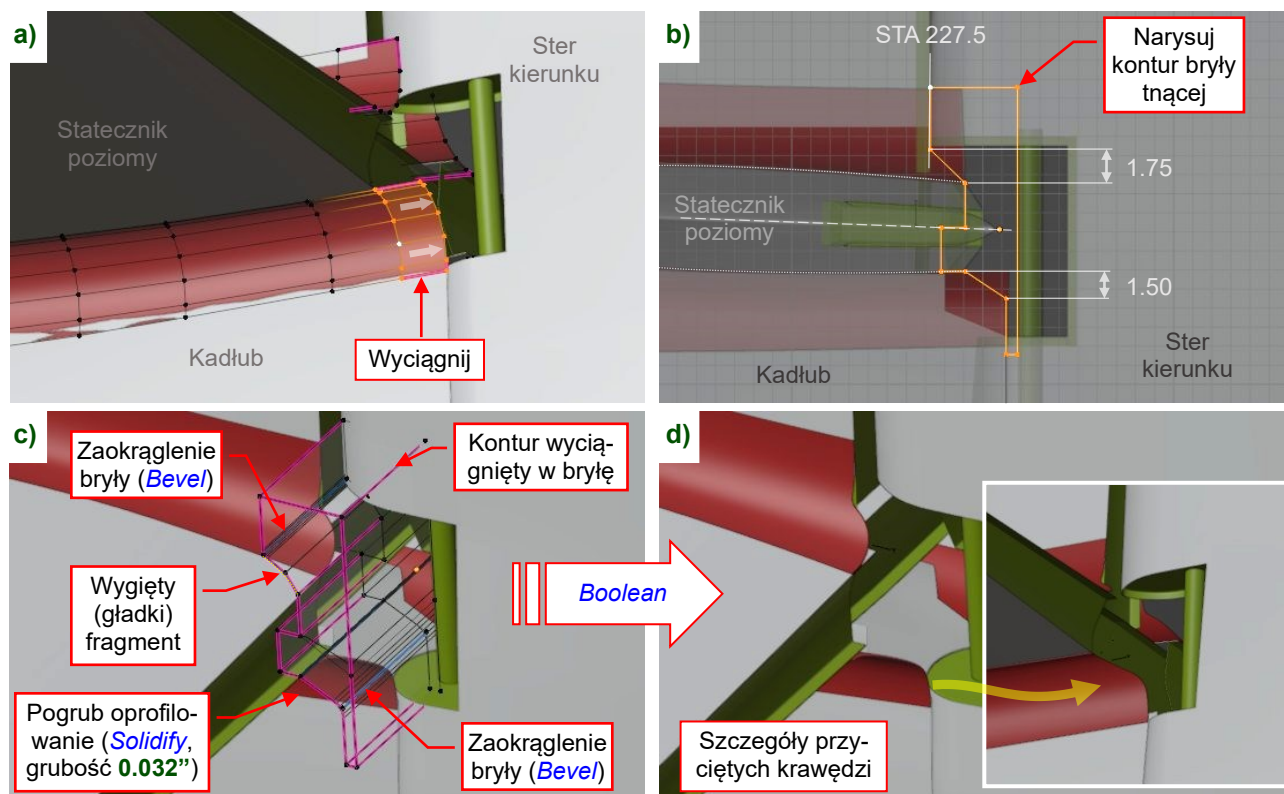 a)
Ster
kierunku
Statecznik
poziomy
Kadłub
Wyciągnij
b)
STA 227.5
Narysuj
kontur bryły
tnącej
1.75
Statecznik
poziomy
1.50
Ster
kierunku
Kadłub
c)
Zaokrąglenie
bryły (Bevel)
Kontur wycią-
gnięty w bryłę
Wygięty
(gładki)
fragment
Pogrub oprofilo-
wanie (Solidify,
grubość 0.032”)
Zaokrąglenie
bryły (Bevel)
Boolean
d)
Szczegóły przy-
ciętych krawędzi